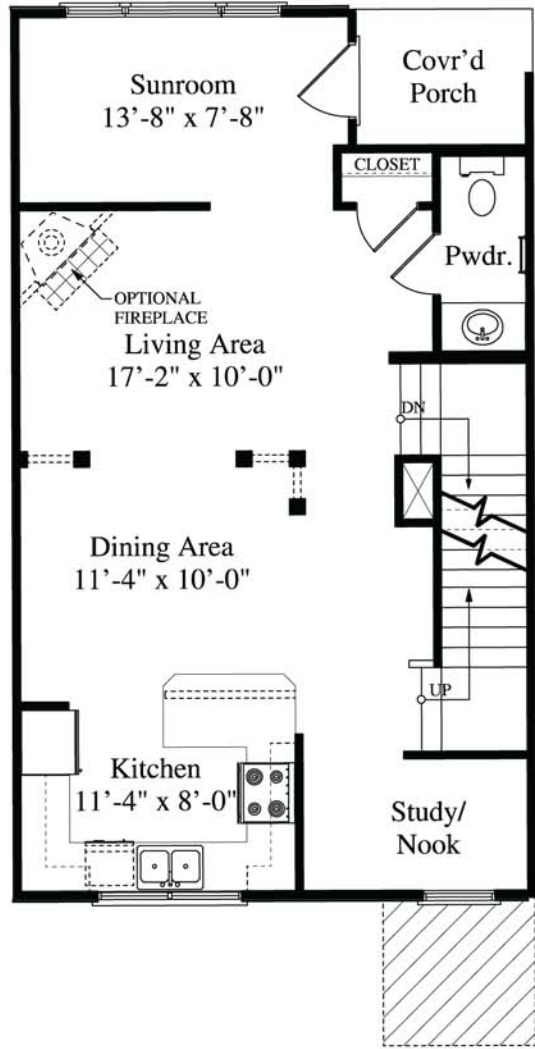 Sunroom
13'-8" x 7'-8"
Covr'd
Porch
CLOSET
Pwdr.
OPTIONAL
FIREPLACE
Living Area
17'-2" x 10'-0"
DN
Dining Area
11'-4" x 10'-0"
UP
Kitchen
11'-4" x 8'-0"
Study/
Nook